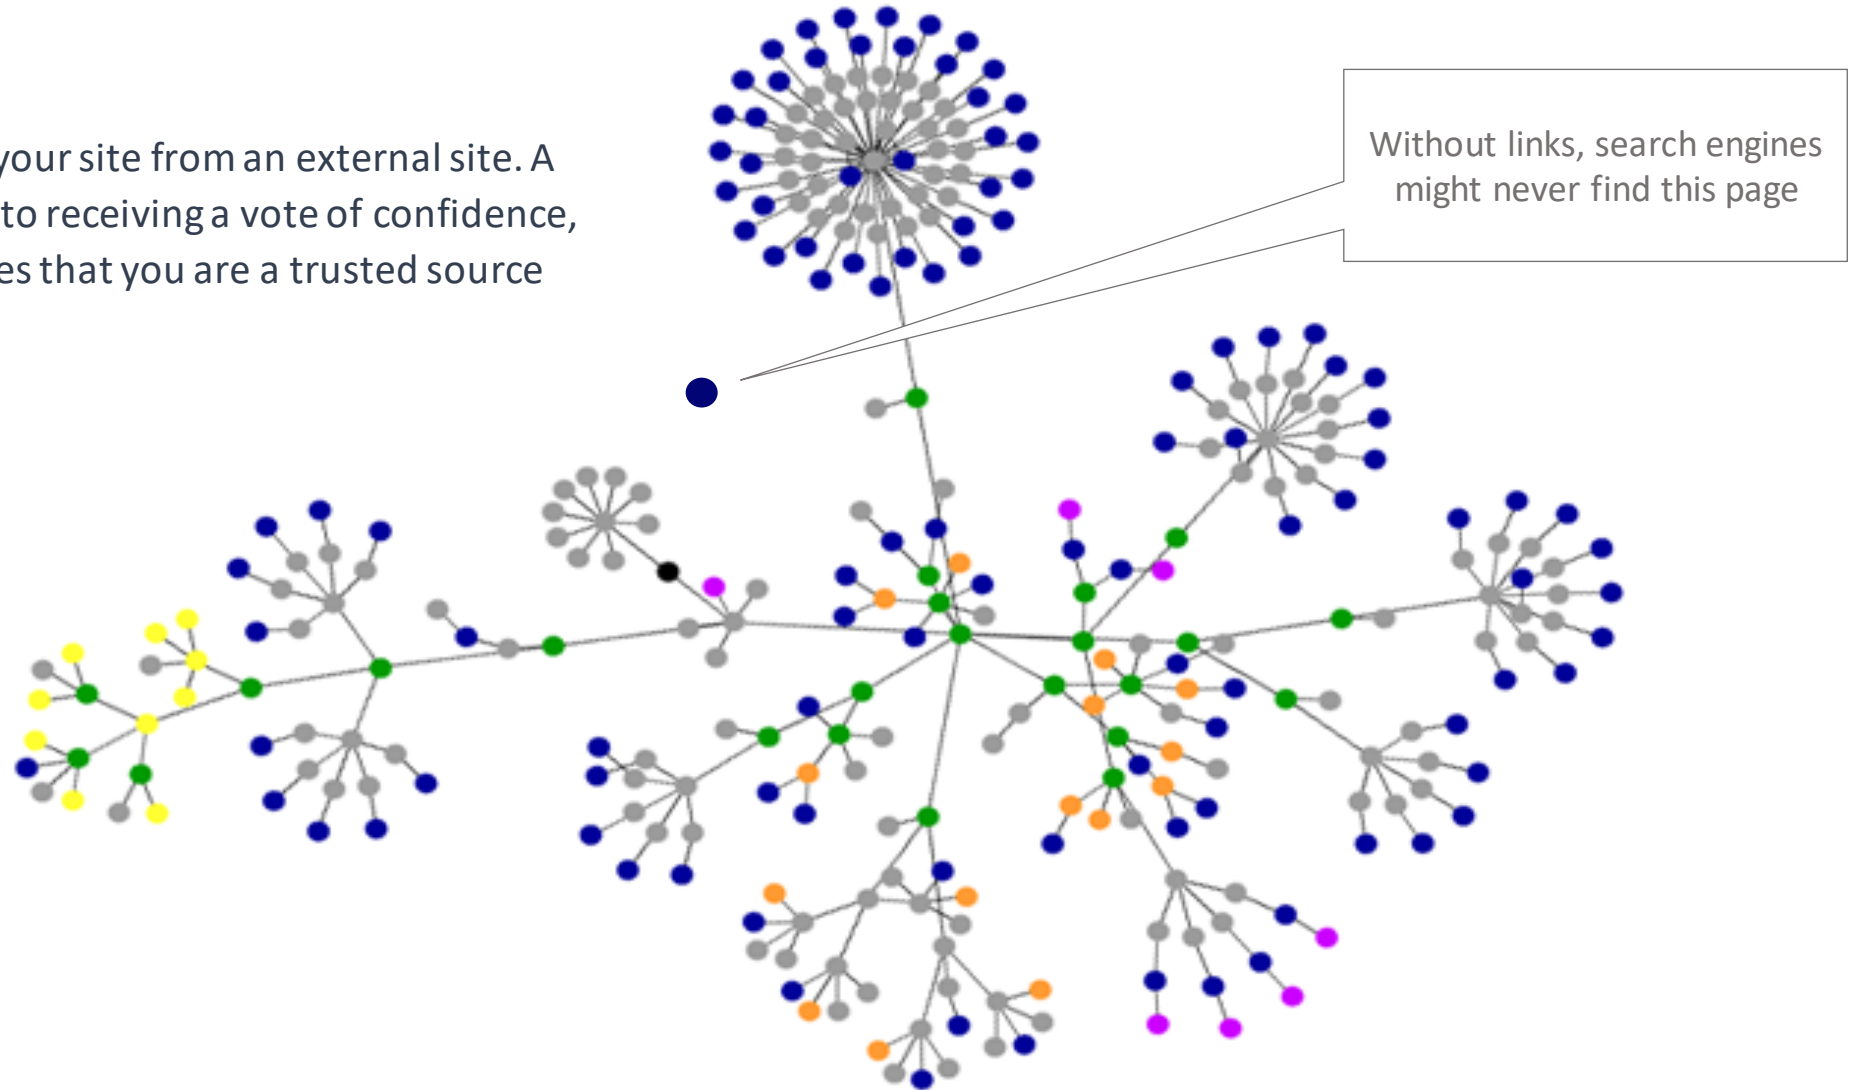 your site from an external site. A
to receiving a vote of confidence,
es that you are a trusted source
Without links, search engines
might never find this page